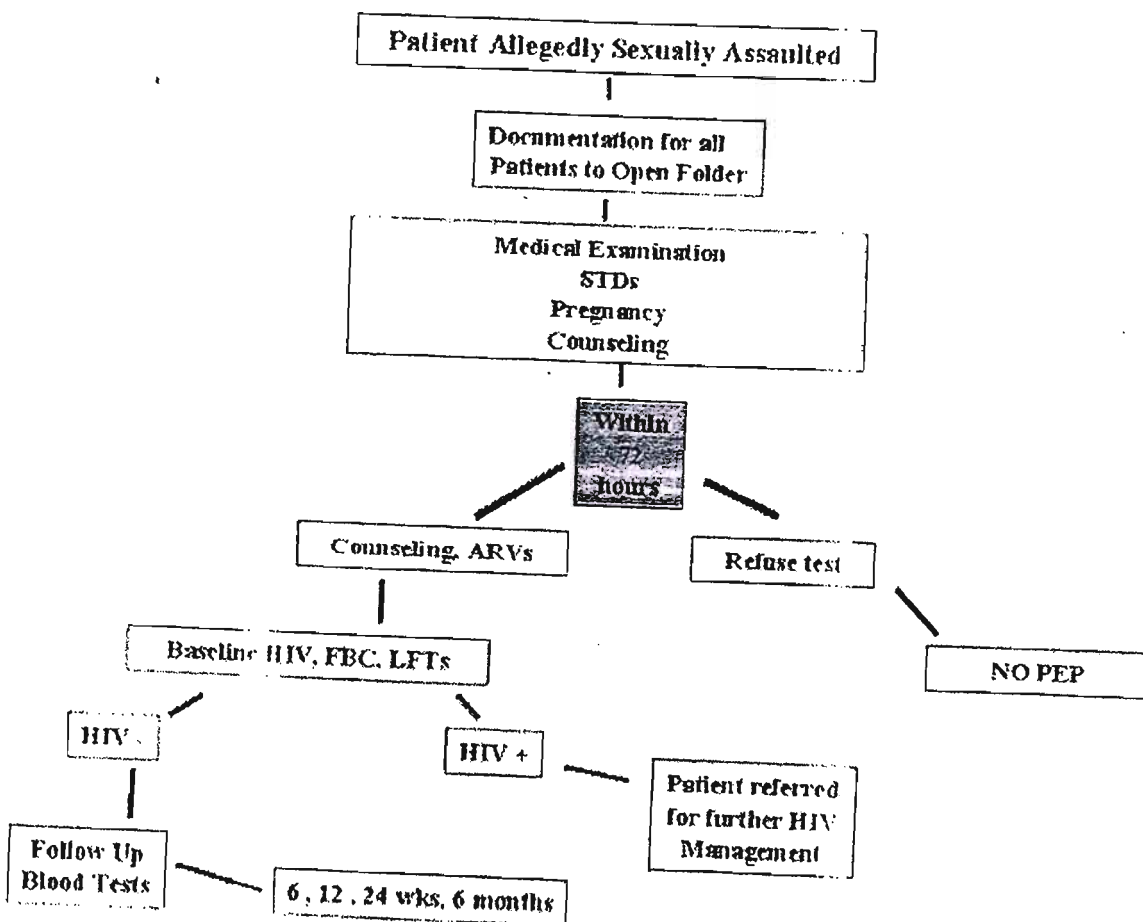 Patient Allegedly Sexually Assaulted
Documentation for all
Patients to Open Folder
Medical Examination
STDs
Pregnancy
Counseling
Within
<72
hours
Counseling, ARVs
Refuse test
Baseline HIV, FBC, LFTs
NO PEP
HIV -
HIV +
Patient referred
for further HIV
Management
Follow Up
Blood Tests
6, 12, 24 wks, 6 months